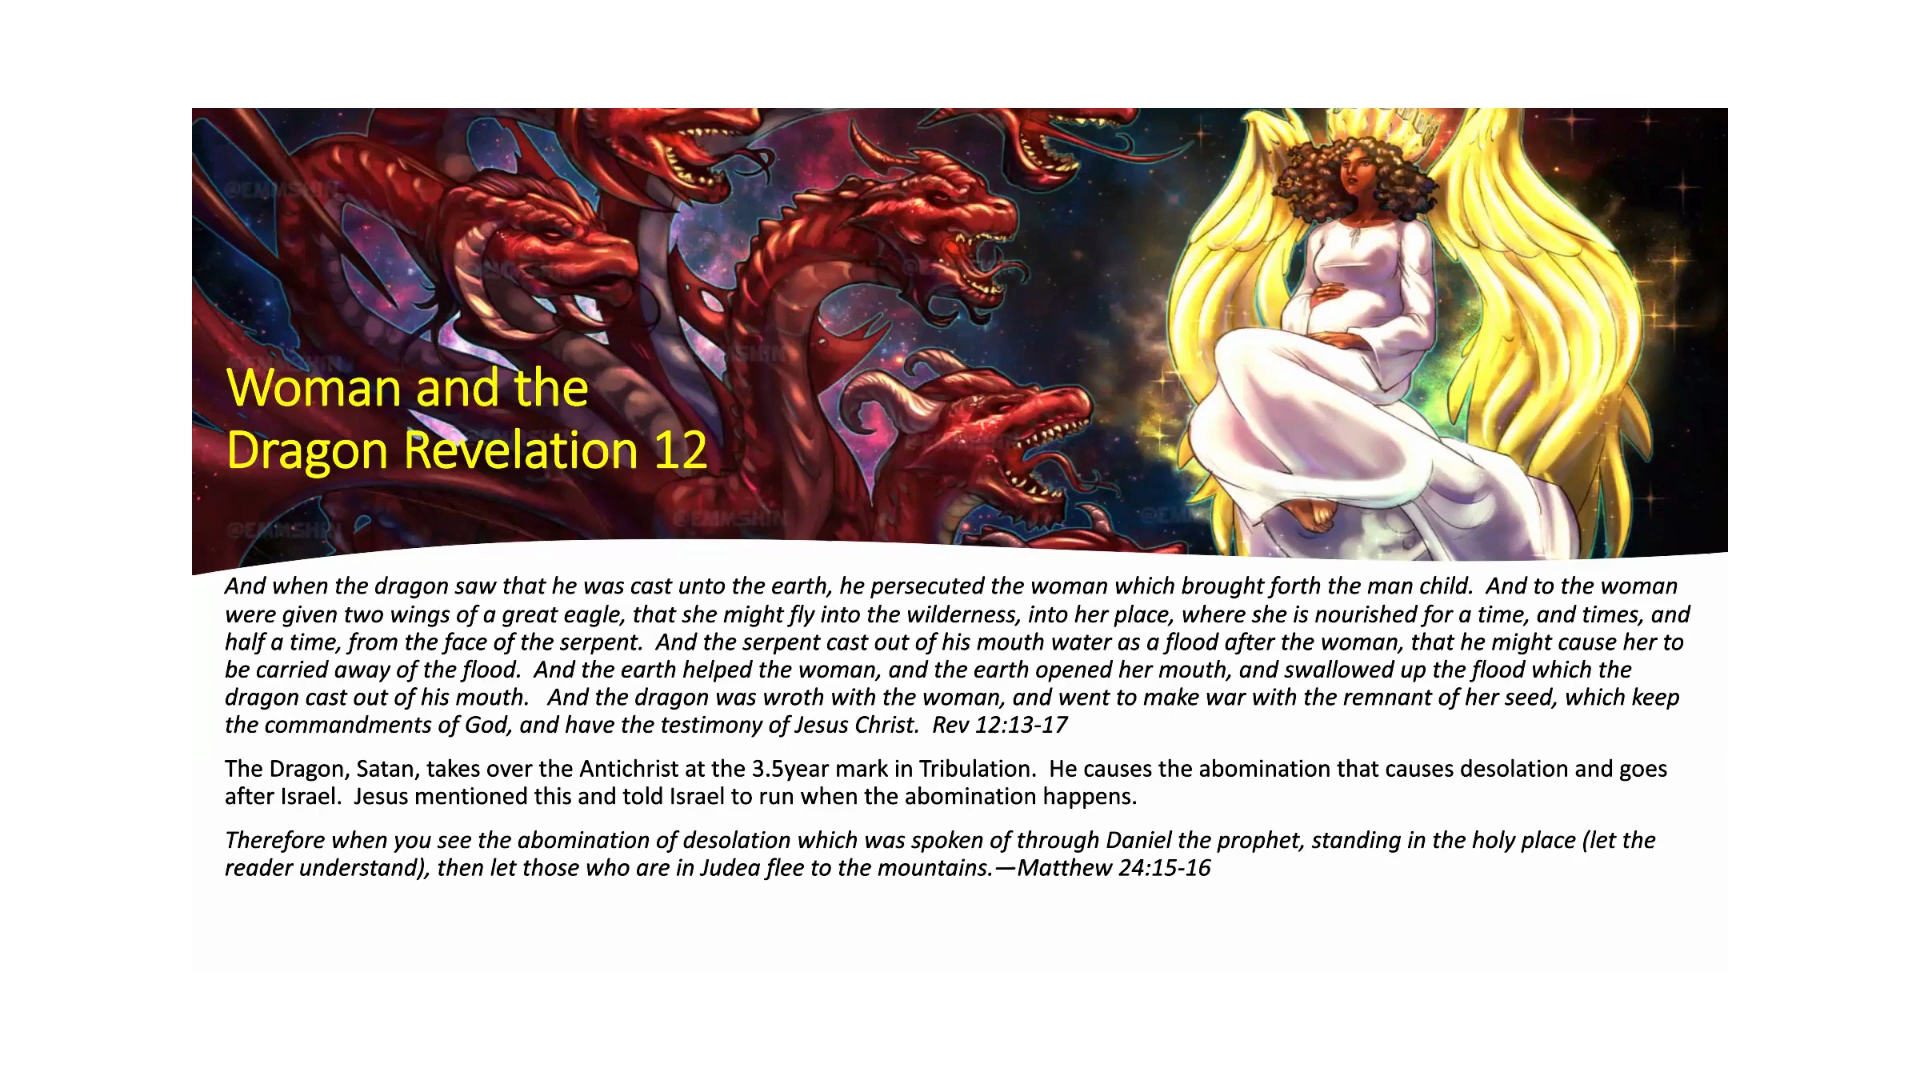 @EMMSHIN
Woman and the
Dragon Revelation 12
@EMMSHIN
And when the dragon saw that he was cast unto the earth, he persecuted the woman which brought forth the man child.  And to the woman
were given two wings of a great eagle, that she might fly into the wilderness, into her place, where she is nourished for a time, and times, and
half a time, from the face of the serpent.  And the serpent cast out of his mouth water as a flood after the woman, that he might cause her to
be carried away of the flood.  And the earth helped the woman, and the earth opened her mouth, and swallowed up the flood which the
dragon cast out of his mouth.   And the dragon was wroth with the woman, and went to make war with the remnant of her seed, which keep
the commandments of God, and have the testimony of Jesus Christ.  Rev 12:13-17
The Dragon, Satan, takes over the Antichrist at the 3.5year mark in Tribulation.  He causes the abomination that causes desolation and goes
after Israel.  Jesus mentioned this and told Israel to run when the abomination happens.
Therefore when you see the abomination of desolation which was spoken of through Daniel the prophet, standing in the holy place (let the
reader understand), then let those who are in Judea flee to the mountains.—Matthew 24:15-16